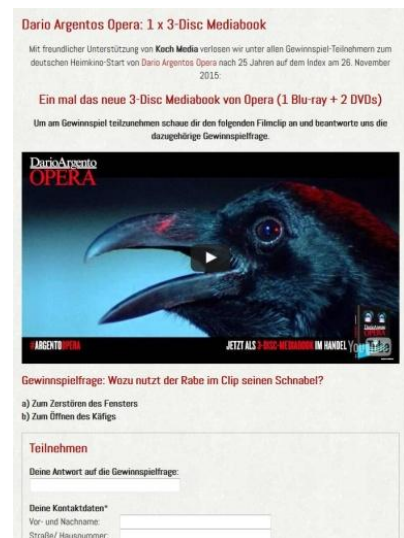 Dario Argentos Opera: 1 x 3-Disc Mediabook
Mit freundlicher Unterstützung von Koch Media verlosen wir unter allen Gewinnspiel-Teilnehmern zum
deutschen Heimkino-Start von Dario Argentos Opera nach 25 Jahren auf dem Index am 26. November
2015:
Ein mal das neue 3-Disc Mediabook von Opera (1 Blu-ray + 2 DVDs)
Um am Gewinnspiel teilzunehmen schaue dir den folgenden Filmclip an und beantworte uns die
dazugehörige Gewinnspielfrage.
DarioArgento
OPERA
#ARGENTOOPERA
JETZT ALS 3-DISC-MEDIABOOK IM HANDEL
YouTube
Gewinnspielfrage: Wozu nutzt der Rabe im Clip seinen Schnabel?
a) Zum Zerstören des Fensters
b) Zum Öffnen des Käfigs
Teilnehmen
Deine Antwort auf die Gewinnspielfrage:
Deine Kontaktdaten*
Vor- und Nachname:
Straße/ Hausnummer: